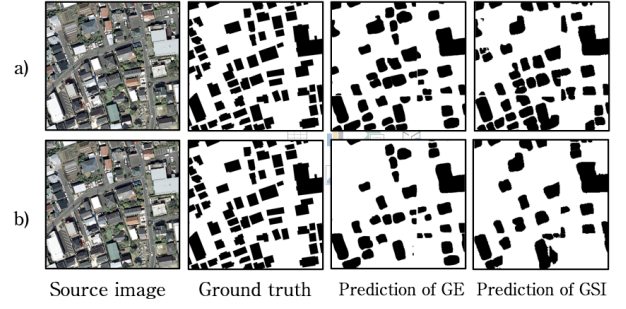 a)
b)
Source image Ground truth Prediction of GE Prediction of GSI